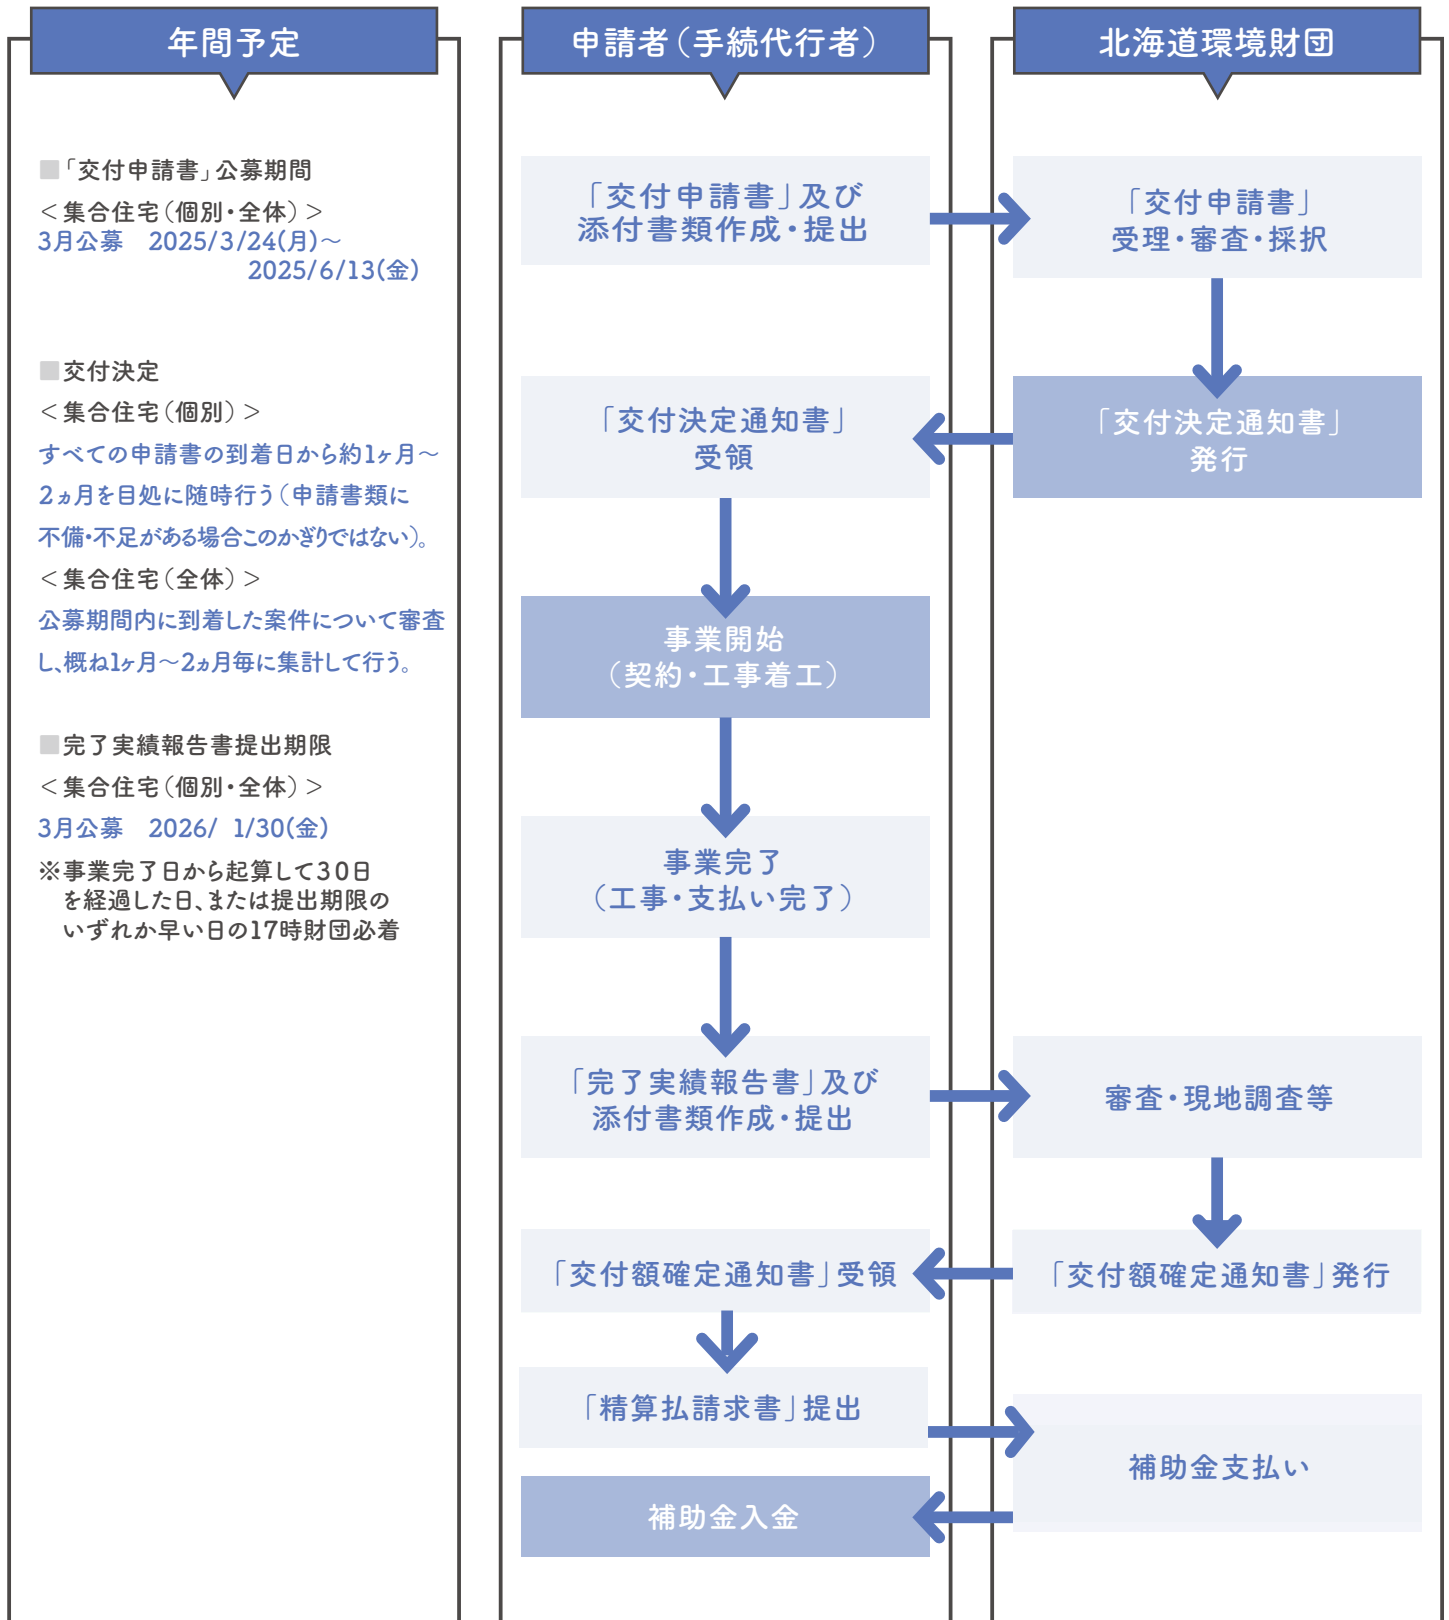 年間予定
■「交付申請書」公募期間
＜集合住宅（個別・全体）＞
3月公募　2025/3/24(月)～
2025/6/13(金)
■交付決定
＜集合住宅（個別）＞
すべての申請書の到着日から約1ヶ月～
2ヵ月を目処に随時行う（申請書類に
不備・不足がある場合このかぎりではない）。
＜集合住宅（全体）＞
公募期間内に到着した案件について審査
し、概ね1ヶ月～2ヵ月毎に集計して行う。
■完了実績報告書提出期限
＜集合住宅（個別・全体）＞
3月公募　2026/ 1/30(金)
※事業完了日から起算して30日
を経過した日、または提出期限の
いずれか早い日の17時財団必着
申請者（手続代行者）
「交付申請書」及び
添付書類作成・提出
「交付決定通知書」
受領
事業開始
（契約・工事着工）
事業完了
（工事・支払い完了）
「完了実績報告書」及び
添付書類作成・提出
「交付額確定通知書」受領
「精算払請求書」提出
補助金入金
北海道環境財団
「交付申請書」
受理・審査・採択
「交付決定通知書」
発行
審査・現地調査等
「交付額確定通知書」発行
補助金支払い